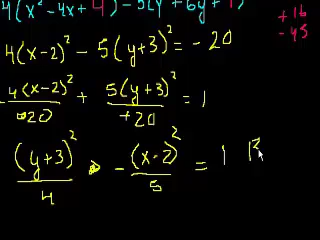 4(x² - 4x + 4) - 5(y² + 6y +
+ 16
- 45
4(x-2)² - 5(y+3)² = - 20
4(x-2)²/-20 + 5(y+3)²/+20 = 1
(y+3)²/4 - (x-2)²/5 = 1